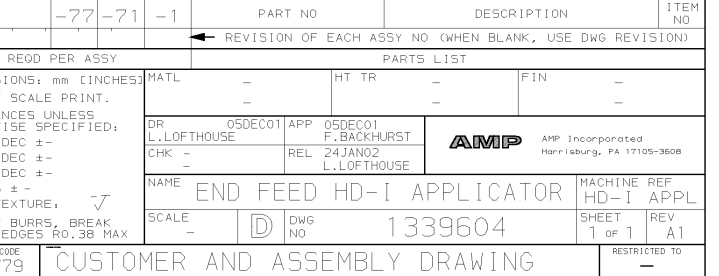 -77 -71 -1 PART NO DESCRIPTION ITEM NO
REVISION OF EACH ASSY NO (WHEN BLANK, USE DWG REVISION)
REQD PER ASSY PARTS LIST
IONS: mm [INCHES] MATL - HT TR - FIN -
SCALE PRINT. - - -
ANCES UNLESS
ISE SPECIFIED:
DEC ±-
DEC ±-
DEC ±-
± -
EXTURE: -
BURRS, BREAK
EDGES R0.38 MAX
DR 05DEC01 APP 05DEC01
L.LOFTHOUSE F.BACKHURST
CHK - REL 24JAN02
- L.LOFTHOUSE
AMP AMP Incorporated
Harrisburg, PA 17105-3608
NAME END FEED HD-I APPLICATOR
MACHINE REF
HD-I APPL
SCALE - D DWG NO 1339604
SHEET 1 OF 1 REV A1
CODE
779 CUSTOMER AND ASSEMBLY DRAWING
RESTRICTED TO
-